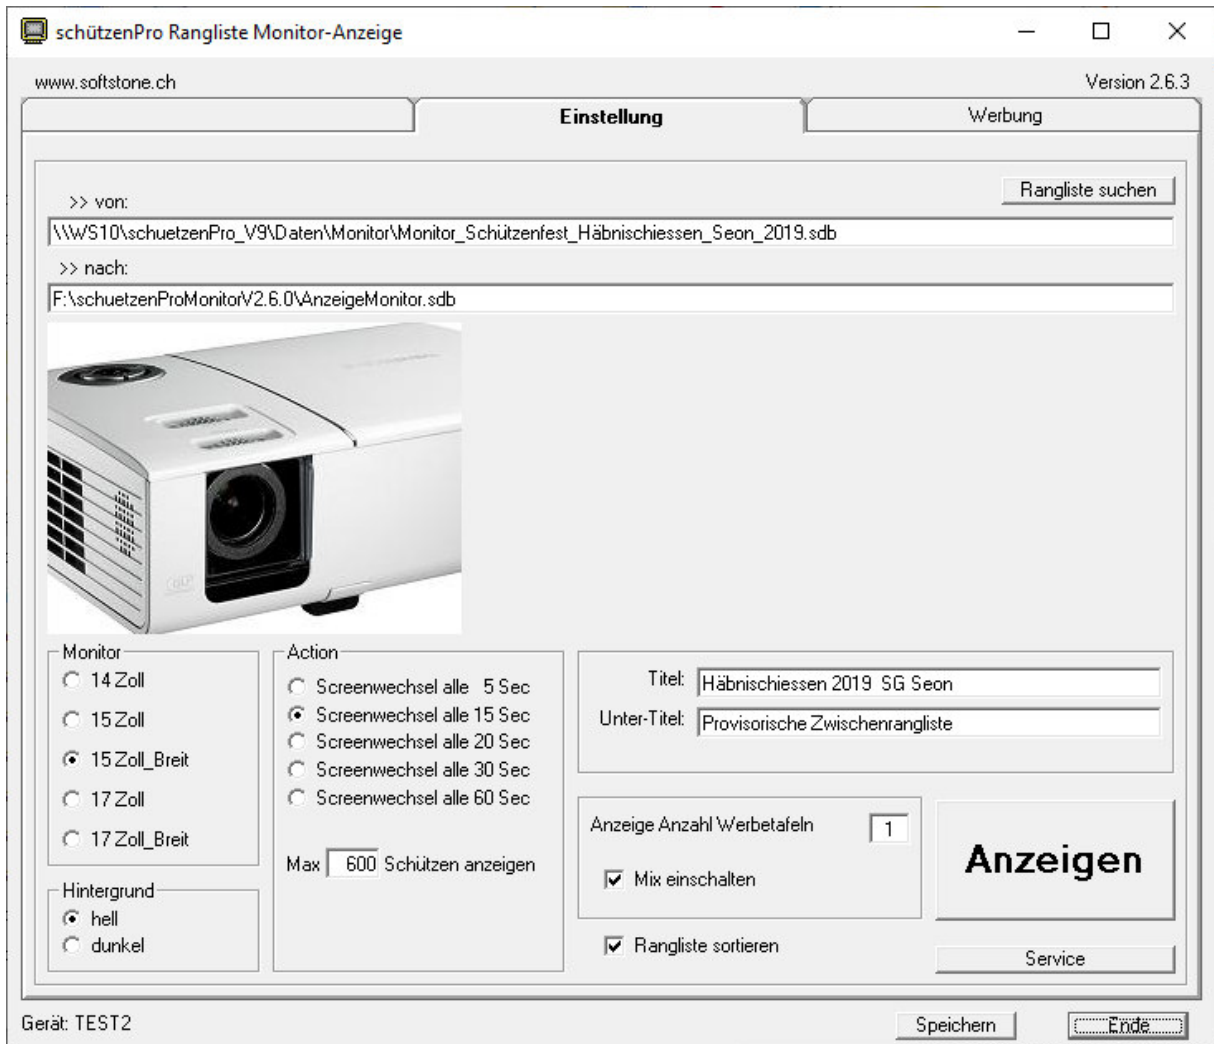 schützenPro Rangliste Monitor-Anzeige
www.softstone.ch
Version 2.6.3
Einstellung
Werbung
Rangliste suchen
>> von:
\\WS10\schuetzenPro_V9\Daten\Monitor\Monitor_Schützenfest_Häbnischiessen_Seon_2019.sdb
>> nach:
F:\schuetzenProMonitorV2.6.0\AnzeigeMonitor.sdb
Monitor
14 Zoll
15 Zoll
15 Zoll_Breit
17 Zoll
17 Zoll_Breit
Hintergrund
hell
dunkel
Action
Screenwechsel alle 5 Sec
Screenwechsel alle 15 Sec
Screenwechsel alle 20 Sec
Screenwechsel alle 30 Sec
Screenwechsel alle 60 Sec
Max 600 Schützen anzeigen
Titel: Häbnischiessen 2019 SG Seon
Unter-Titel: Provisorische Zwischenrangliste
Anzeige Anzahl Werbetafeln 1
Mix einschalten
Rangliste sortieren
Anzeigen
Service
Gerät: TEST2
Speichern
Ende